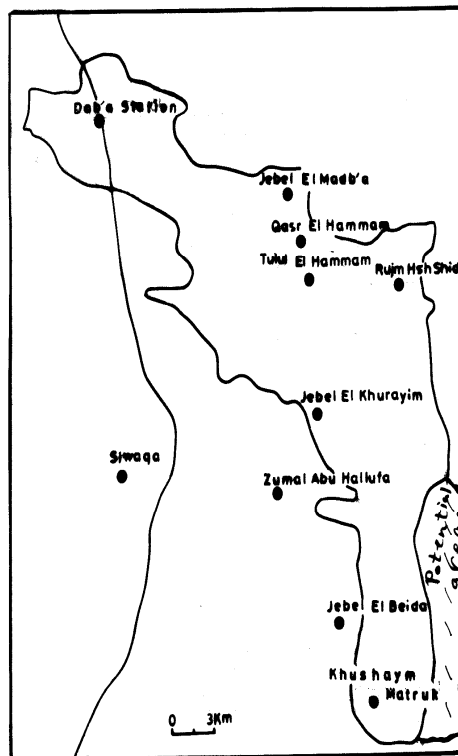 Dab'a Station
Jebel El Madb'a
Qasr El Hammam
Tulul El Hammam
Rujm Hsh Shid
Jebel El Khurayim
Siwaqa
Zumal Abu Hallufa
Potential
Jebel El Beida
Khushaym
Matruk
0 3Km